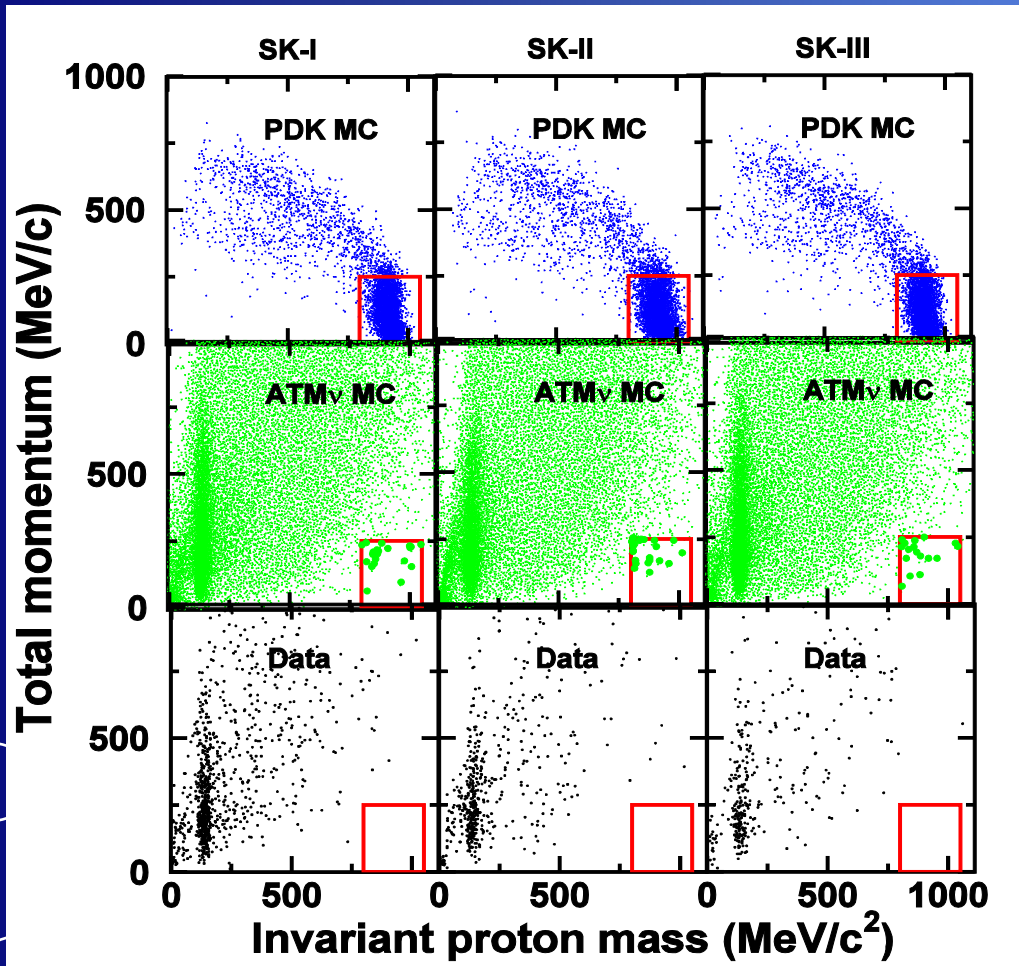 SK-I SK-II SK-III
1000
PDK MC PDK MC PDK MC
500
0
ATMν MC ATMν MC ATMν MC
500
0
Data Data Data
500
0
0 500 0 500 0 500 1000
Total momentum (MeV/c)
Invariant proton mass (MeV/c²)